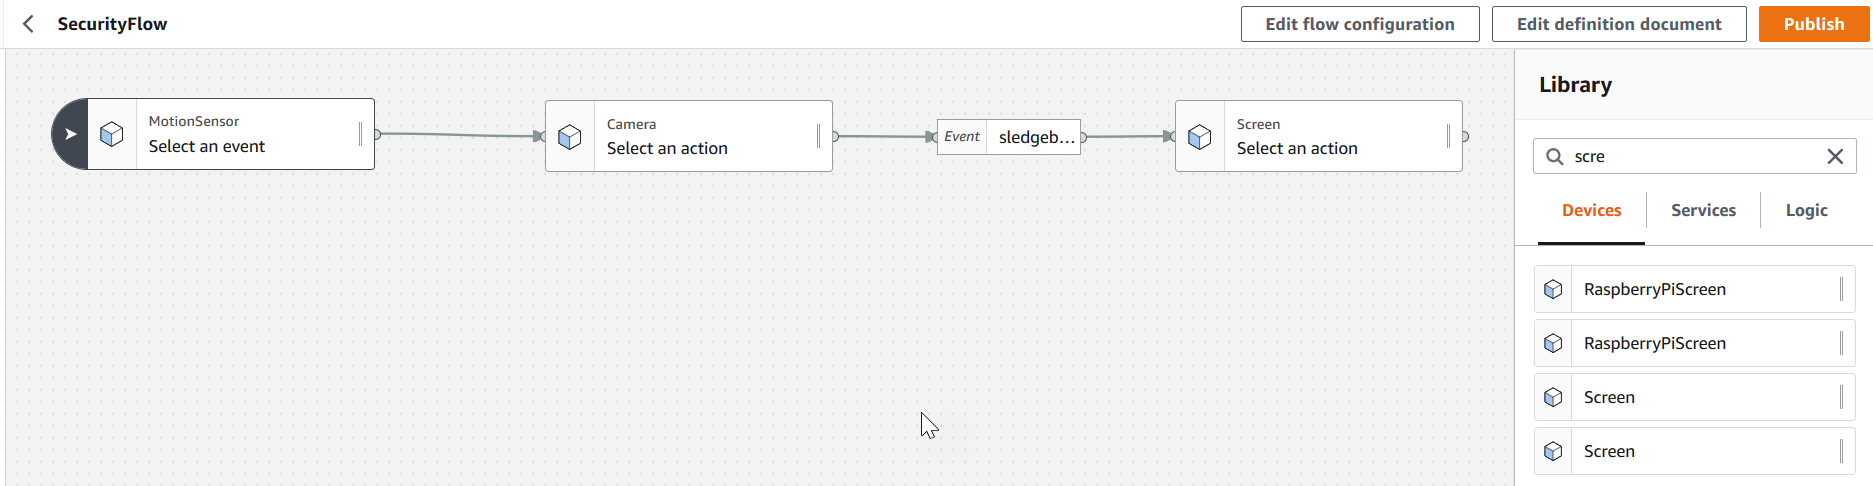 SecurityFlow
Edit flow configuration
Edit definition document
Publish
MotionSensor
Select an event
Camera
Select an action
Event
sledgeb...
Screen
Select an action
Library
scre
Devices
Services
Logic
RaspberryPiScreen
RaspberryPiScreen
Screen
Screen